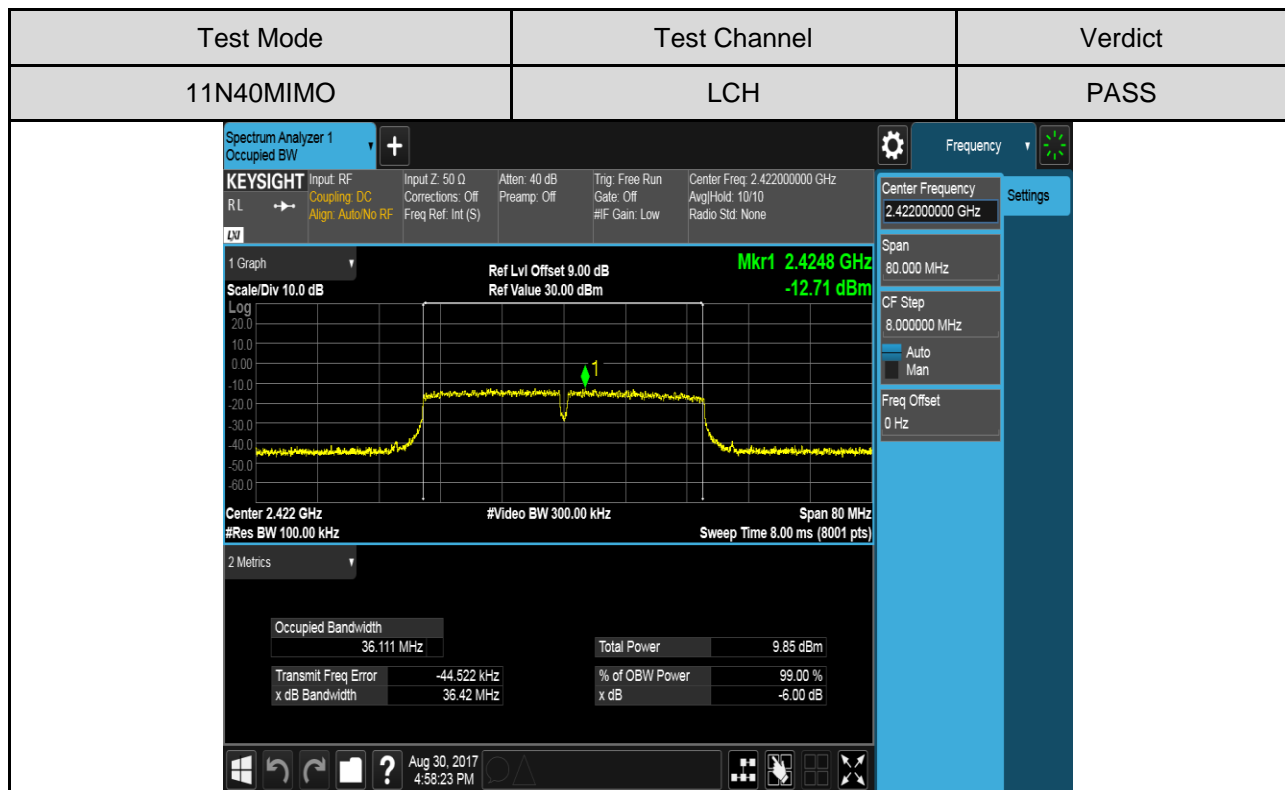 Test Mode Test Channel Verdict
11N40MIMO LCH PASS
Spectrum Analyzer 1
Occupied BW
+
Frequency
KEYSIGHT Input: RF Input Z: 50 Ω Atten: 40 dB Trig: Free Run Center Freq: 2.422000000 GHz
R L Coupling: DC Corrections: Off Preamp: Off Gate: Off Avg|Hold: 10/10
Align: Auto/No RF Freq Ref: Int (S) #IF Gain: Low Radio Std: None
LXI
Center Frequency
2.422000000 GHz
Settings
Span
80.000 MHz
CF Step
8.000000 MHz
Auto
Man
Freq Offset
0 Hz
1 Graph Ref Lvl Offset 9.00 dB Mkr1 2.4248 GHz
Scale/Div 10.0 dB Ref Value 30.00 dBm -12.71 dBm
Log
20.0
10.0
0.00
1
-10.0
-20.0
-30.0
-40.0
-50.0
-60.0
Center 2.422 GHz #Video BW 300.00 kHz Span 80 MHz
#Res BW 100.00 kHz Sweep Time 8.00 ms (8001 pts)
2 Metrics
Occupied Bandwidth
36.111 MHz Total Power 9.85 dBm
Transmit Freq Error -44.522 kHz % of OBW Power 99.00 %
x dB Bandwidth 36.42 MHz x dB -6.00 dB
? Aug 30, 2017
4:58:23 PM